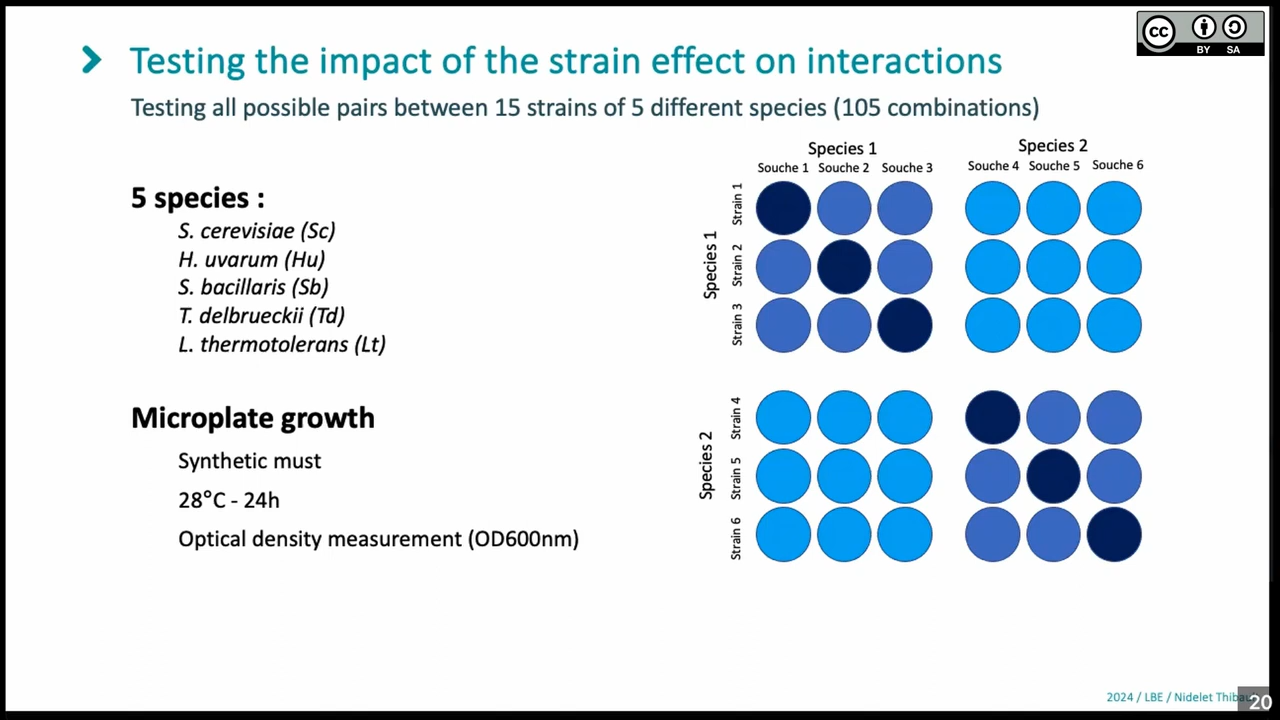 Testing the impact of the strain effect on interactions
Testing all possible pairs between 15 strains of 5 different species (105 combinations)
cc
BY SA
5 species :
S. cerevisiae (Sc)
H. uvarum (Hu)
S. bacillaris (Sb)
T. delbrueckii (Td)
L. thermotolerans (Lt)
Microplate growth
Synthetic must
28°C - 24h
Optical density measurement (OD600nm)
Species 1
Species 2
Souche 1 Souche 2 Souche 3
Souche 4 Souche 5 Souche 6
Species 1
Strain 1
Strain 2
Strain 3
Species 2
Strain 4
Strain 5
Strain 6
2024 / LBE / Nidelet
20